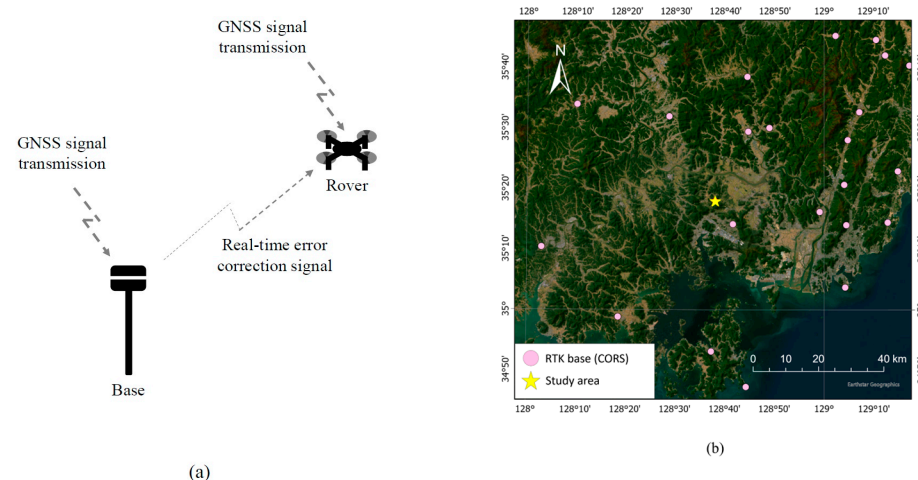 GNSS signal
transmission
GNSS signal
transmission
Rover
Real-time error
correction signal
Base
(a)
128° 128°10' 128°20' 128°30' 128°40' 128°50' 129° 129°10'
35°40'
35°30'
35°20'
35°10'
35°
34°50'
N
RTK base (CORS)
Study area
0 10 20 40 km
Earthstar Geographics
128° 128°10' 128°20' 128°30' 128°40' 128°50' 129° 129°10'
(b)